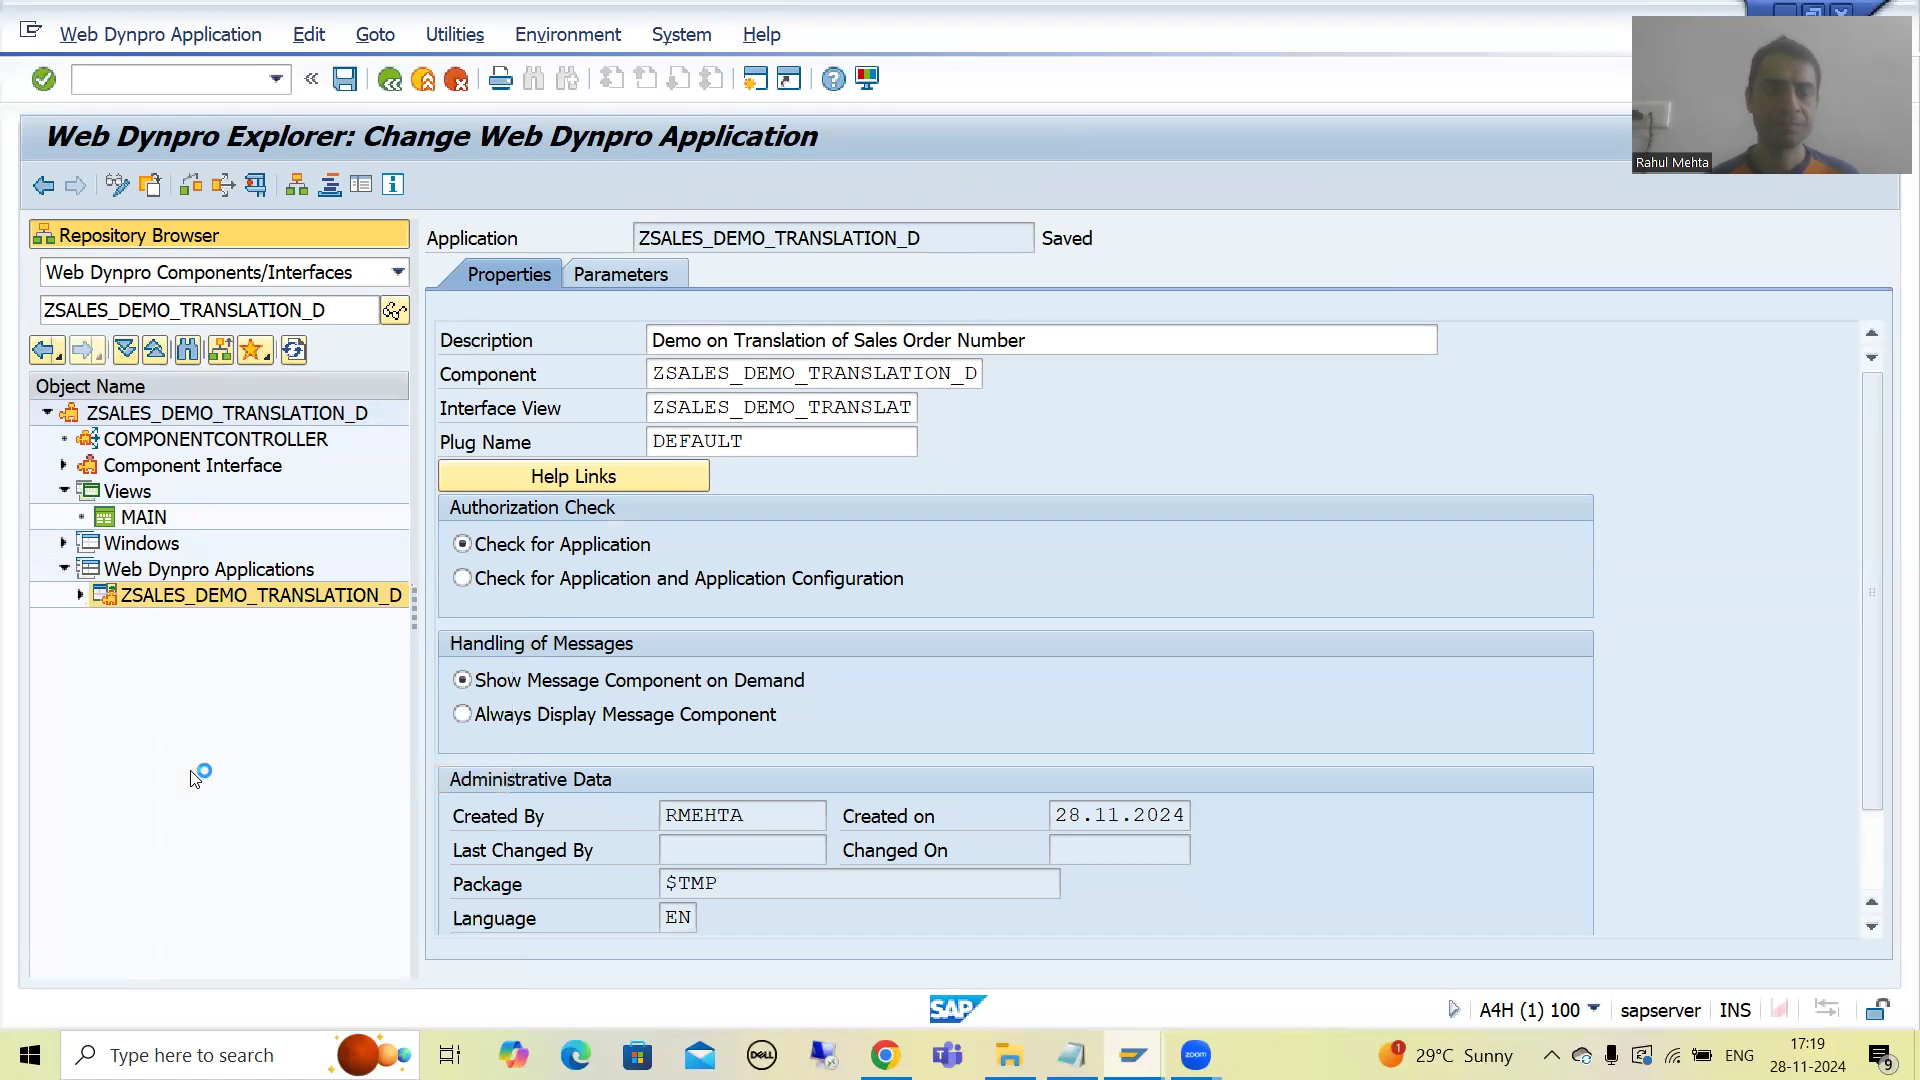 Web Dynpro Application Edit Goto Utilities Environment System Help
Rahul Mehta
Web Dynpro Explorer: Change Web Dynpro Application
Repository Browser
Web Dynpro Components/Interfaces
ZSALES_DEMO_TRANSLATION_D
Object Name
ZSALES_DEMO_TRANSLATION_D
COMPONENTCONTROLLER
Component Interface
Views
MAIN
Windows
Web Dynpro Applications
ZSALES_DEMO_TRANSLATION_D
Application ZSALES_DEMO_TRANSLATION_D Saved
Properties Parameters
Description Demo on Translation of Sales Order Number
Component ZSALES_DEMO_TRANSLATION_D
Interface View ZSALES_DEMO_TRANSLAT
Plug Name DEFAULT
Help Links
Authorization Check
Check for Application
Check for Application and Application Configuration
Handling of Messages
Show Message Component on Demand
Always Display Message Component
Administrative Data
Created By RMEHTA Created on 28.11.2024
Last Changed By Changed On
Package $TMP
Language EN
SAP
A4H (1) 100 sapserver INS
Type here to search
DELL
zoom
1
29°C Sunny
ENG
17:19
28-11-2024
9